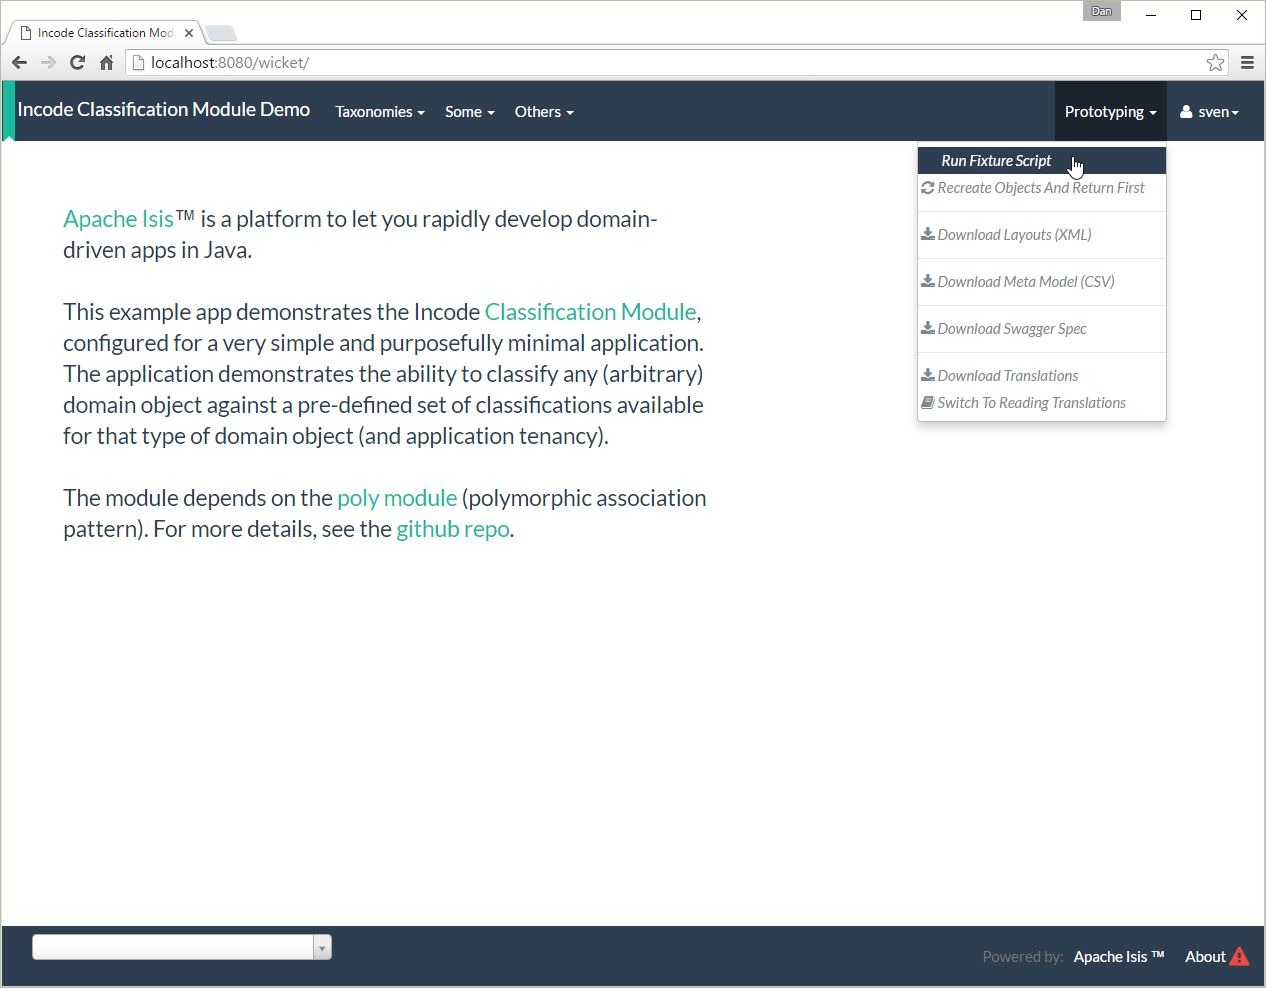 Dan
Incode Classification Mod
localhost:8080/wicket/
Incode Classification Module Demo Taxonomies Some Others Prototyping sven
Run Fixture Script
Recreate Objects And Return First
Download Layouts (XML)
Download Meta Model (CSV)
Download Swagger Spec
Download Translations
Switch To Reading Translations
Apache Isis™ is a platform to let you rapidly develop domain-
driven apps in Java.
This example app demonstrates the Incode Classification Module,
configured for a very simple and purposefully minimal application.
The application demonstrates the ability to classify any (arbitrary)
domain object against a pre-defined set of classifications available
for that type of domain object (and application tenancy).
The module depends on the poly module (polymorphic association
pattern). For more details, see the github repo.
Powered by: Apache Isis ™ About